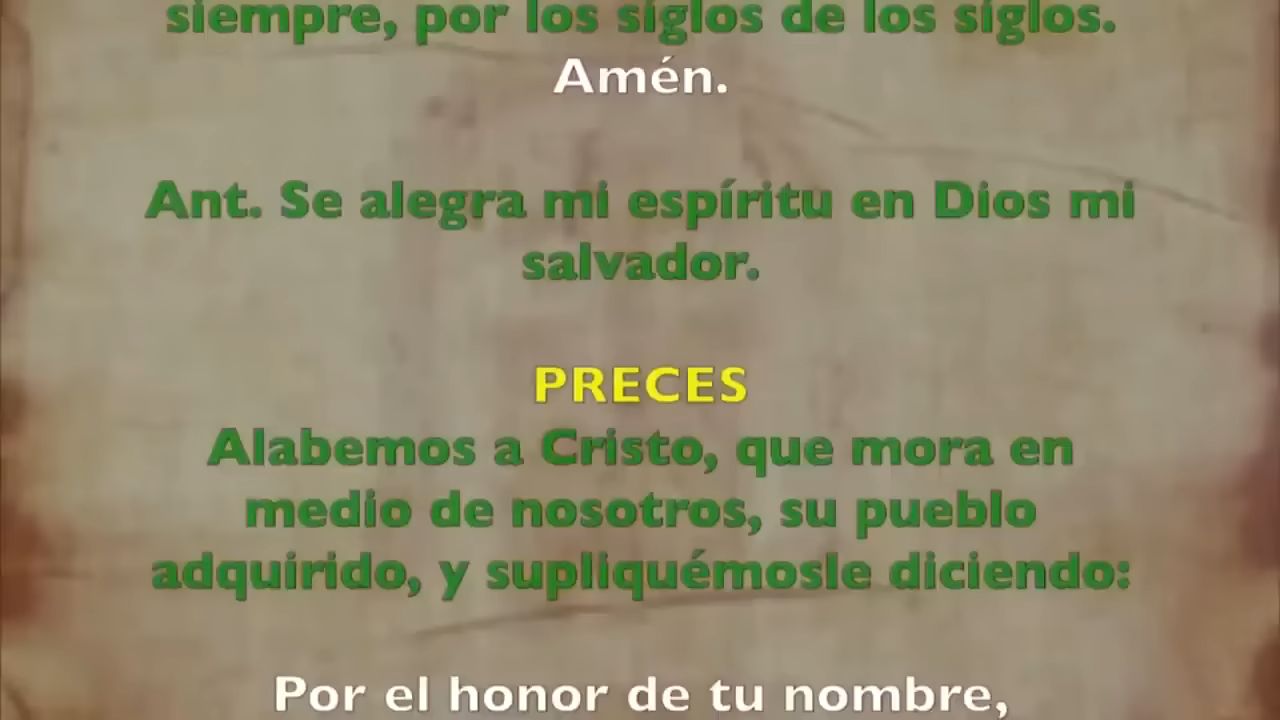 siempre, por los siglos de los siglos.
Amén.
Ant. Se alegra mi espíritu en Dios mi
salvador.
PRECES
Alabemos a Cristo, que mora en
medio de nosotros, su pueblo
adquirido, y supliquémosle diciendo:
Por el honor de tu nombre,